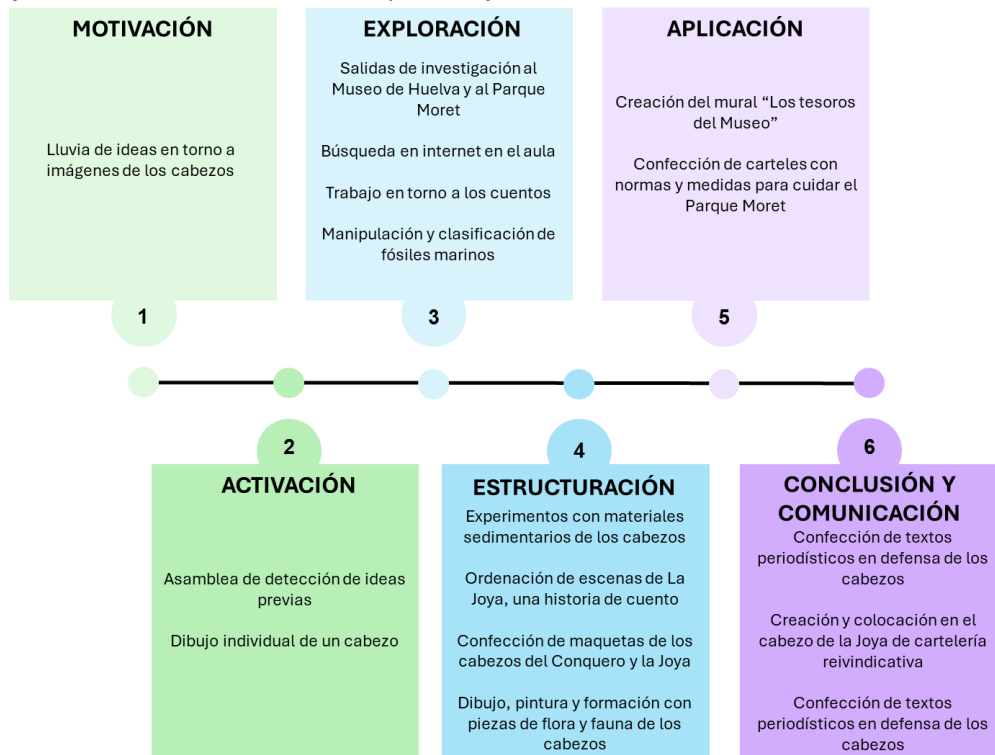 MOTIVACIÓN
Lluvia de ideas en torno a
imágenes de los cabezos
1
EXPLORACIÓN
Salidas de investigación al
Museo de Huelva y al Parque
Moret
Búsqueda en internet en el aula
Trabajo en torno a los cuentos
Manipulación y clasificación de
fósiles marinos
3
APLICACIÓN
Creación del mural “Los tesoros
del Museo”
Confección de carteles con
normas y medidas para cuidar el
Parque Moret
5
2
ACTIVACIÓN
Asamblea de detección de ideas
previas
Dibujo individual de un cabezo
4
ESTRUCTURACIÓN
Experimentos con materiales
sedimentarios de los cabezos
Ordenación de escenas de La
Joya, una historia de cuento
Confección de maquetas de los
cabezos del Conquero y la Joya
Dibujo, pintura y formación con
piezas de flora y fauna de los
cabezos
6
CONCLUSIÓN Y
COMUNICACIÓN
Confección de textos
periodísticos en defensa de los
cabezos
Creación y colocación en el
cabezo de la Joya de cartelería
reivindicativa
Confección de textos
periodísticos en defensa de los
cabezos